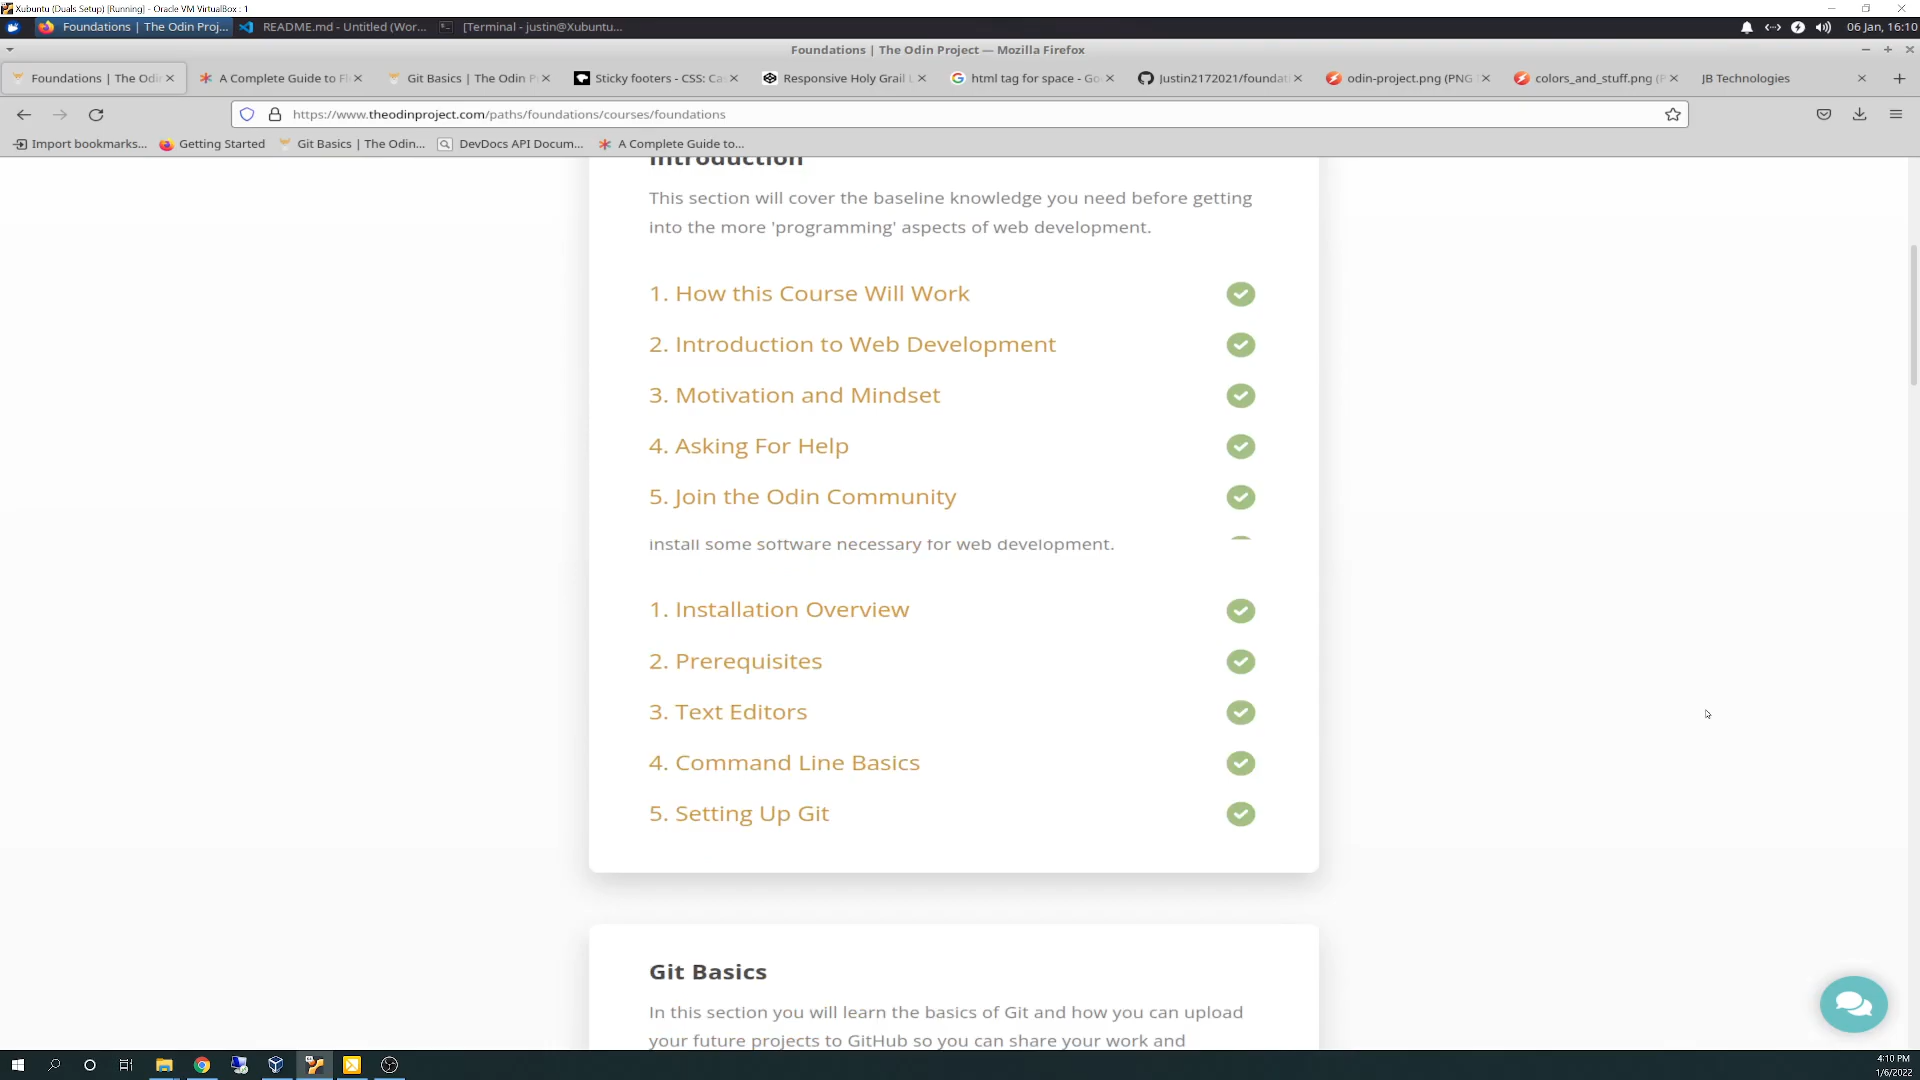 Xubuntu (Duals Setup) [Running] - Oracle VM VirtualBox : 1
Foundations | The Odin Proj...
README.md - Untitled (Wor...
[Terminal - justin@Xubuntu...
06 Jan, 16:10
Foundations | The Odin Project — Mozilla Firefox
Foundations | The Odi
A Complete Guide to Fl
Git Basics | The Odin P
Sticky footers - CSS: Ca
Responsive Holy Grail L
html tag for space - Go
Justin2172021/foundat
odin-project.png (PNG
colors_and_stuff.png (P
JB Technologies
https://www.theodinproject.com/paths/foundations/courses/foundations
Import bookmarks...
Getting Started
Git Basics | The Odin...
DevDocs API Docum...
A Complete Guide to...
Introduction
This section will cover the baseline knowledge you need before getting
into the more 'programming' aspects of web development.
1. How this Course Will Work
2. Introduction to Web Development
3. Motivation and Mindset
4. Asking For Help
5. Join the Odin Community
install some software necessary for web development.
1. Installation Overview
2. Prerequisites
3. Text Editors
4. Command Line Basics
5. Setting Up Git
Git Basics
In this section you will learn the basics of Git and how you can upload
your future projects to GitHub so you can share your work and
4:10 PM
1/6/2022